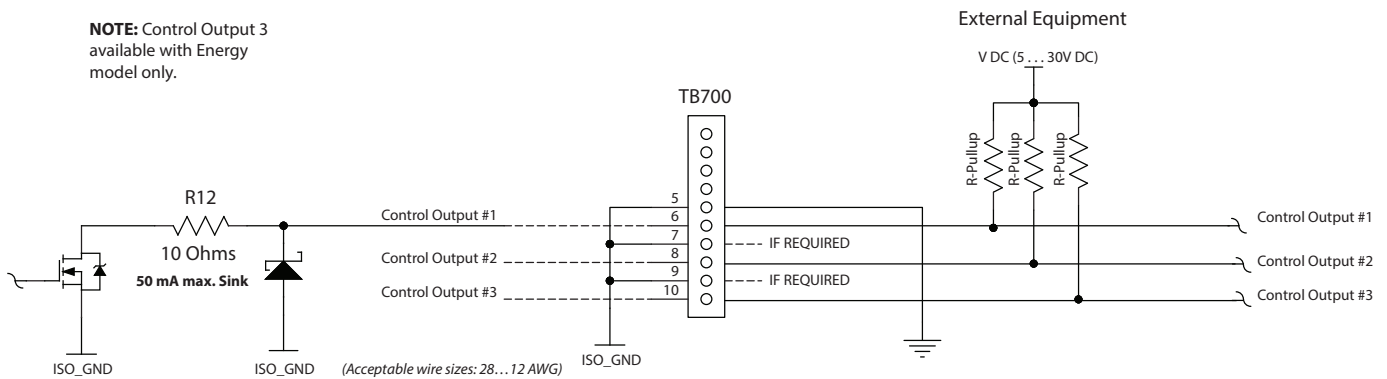 NOTE: Control Output 3
available with Energy
model only.
External Equipment
V DC (5 . . . 30V DC)
TB700
R-Pullup
R-Pullup
R-Pullup
R12
10 Ohms
50 mA max. Sink
Control Output #1
Control Output #2
Control Output #3
5
6
7
8
9
10
IF REQUIRED
IF REQUIRED
Control Output #1
Control Output #2
Control Output #3
ISO_GND
ISO_GND
(Acceptable wire sizes: 28…12 AWG)
ISO_GND